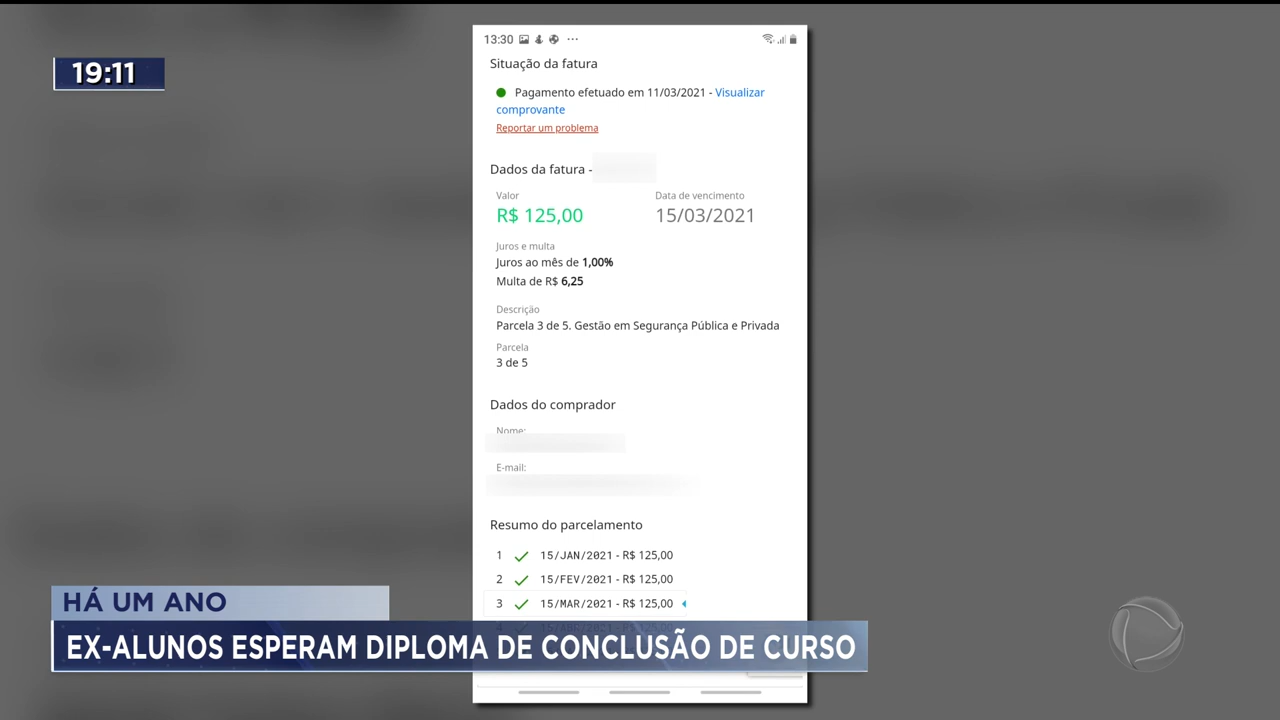 19:11
13:30
Situação da fatura
Pagamento efetuado em 11/03/2021 - Visualizar
comprovante
Reportar um problema
Dados da fatura -
Valor
Data de vencimento
R$ 125,00
15/03/2021
Juros e multa
Juros ao mês de 1,00%
Multa de R$ 6,25
Descrição
Parcela 3 de 5. Gestão em Segurança Pública e Privada
Parcela
3 de 5
Dados do comprador
Nome:
E-mail:
Resumo do parcelamento
1 15/JAN/2021 - R$ 125,00
2 15/FEV/2021 - R$ 125,00
3 15/MAR/2021 - R$ 125,00
HÁ UM ANO
EX-ALUNOS ESPERAM DIPLOMA DE CONCLUSÃO DE CURSO